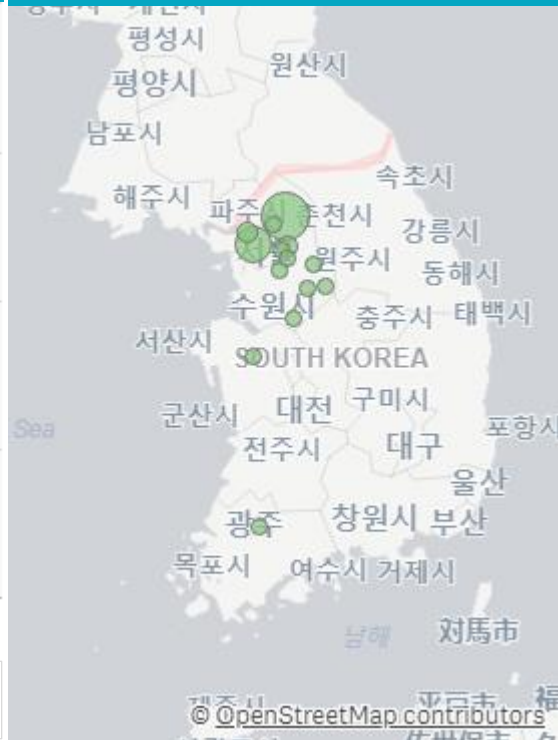 평성시
원산시
평양시
남포시
속초시
해주시
파주
춘천시
강릉시
원주시
동해시
수원시
충주시
태백시
서산시
SOUTH KOREA
군산시
대전
구미시
Sea
포항시
전주시
대구
울산
광주
창원시
부산
목포시
여수시
거제시
남해
対馬市
© OpenStreetMap contributors